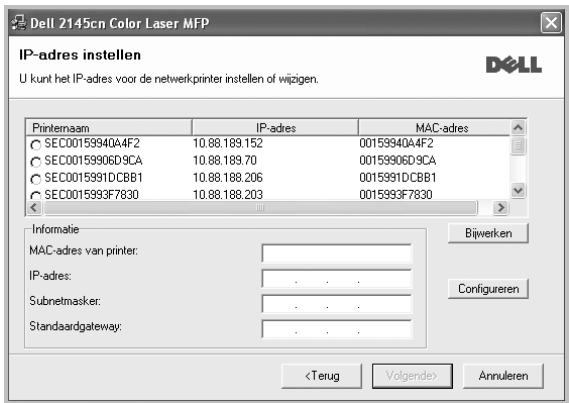 Dell 2145cn Color Laser MFP
IP-adres instellen
U kunt het IP-adres voor de netwerkprinter instellen of wijzigen.
DELL
Printernaam IP-adres MAC-adres
SEC00159940A4F2 10.88.189.152 00159940A4F2
SEC00159906D9CA 10.88.189.70 00159906D9CA
SEC0015991DCBB1 10.88.188.206 0015991DCBB1
SEC0015993F7830 10.88.188.203 0015993F7830
Informatie
Bijwerken
MAC-adres van printer:
IP-adres:
Configureren
Subnetmasker:
Standaardgateway:
<Terug Volgende> Annuleren